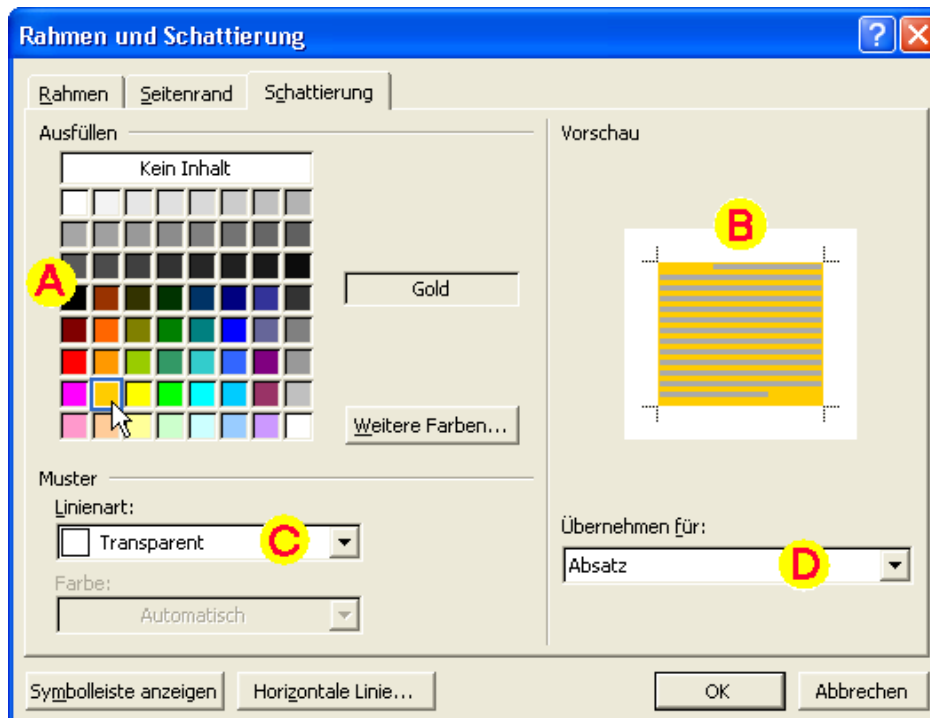 Rahmen und Schattierung
Rahmen
Seitenrand
Schattierung
Ausfüllen
Kein Inhalt
A
Gold
Weitere Farben...
Muster
Linienart:
Transparent
C
Farbe:
Automatisch
Vorschau
B
Übernehmen für:
Absatz
D
Symbolleiste anzeigen
Horizontale Linie...
OK
Abbrechen